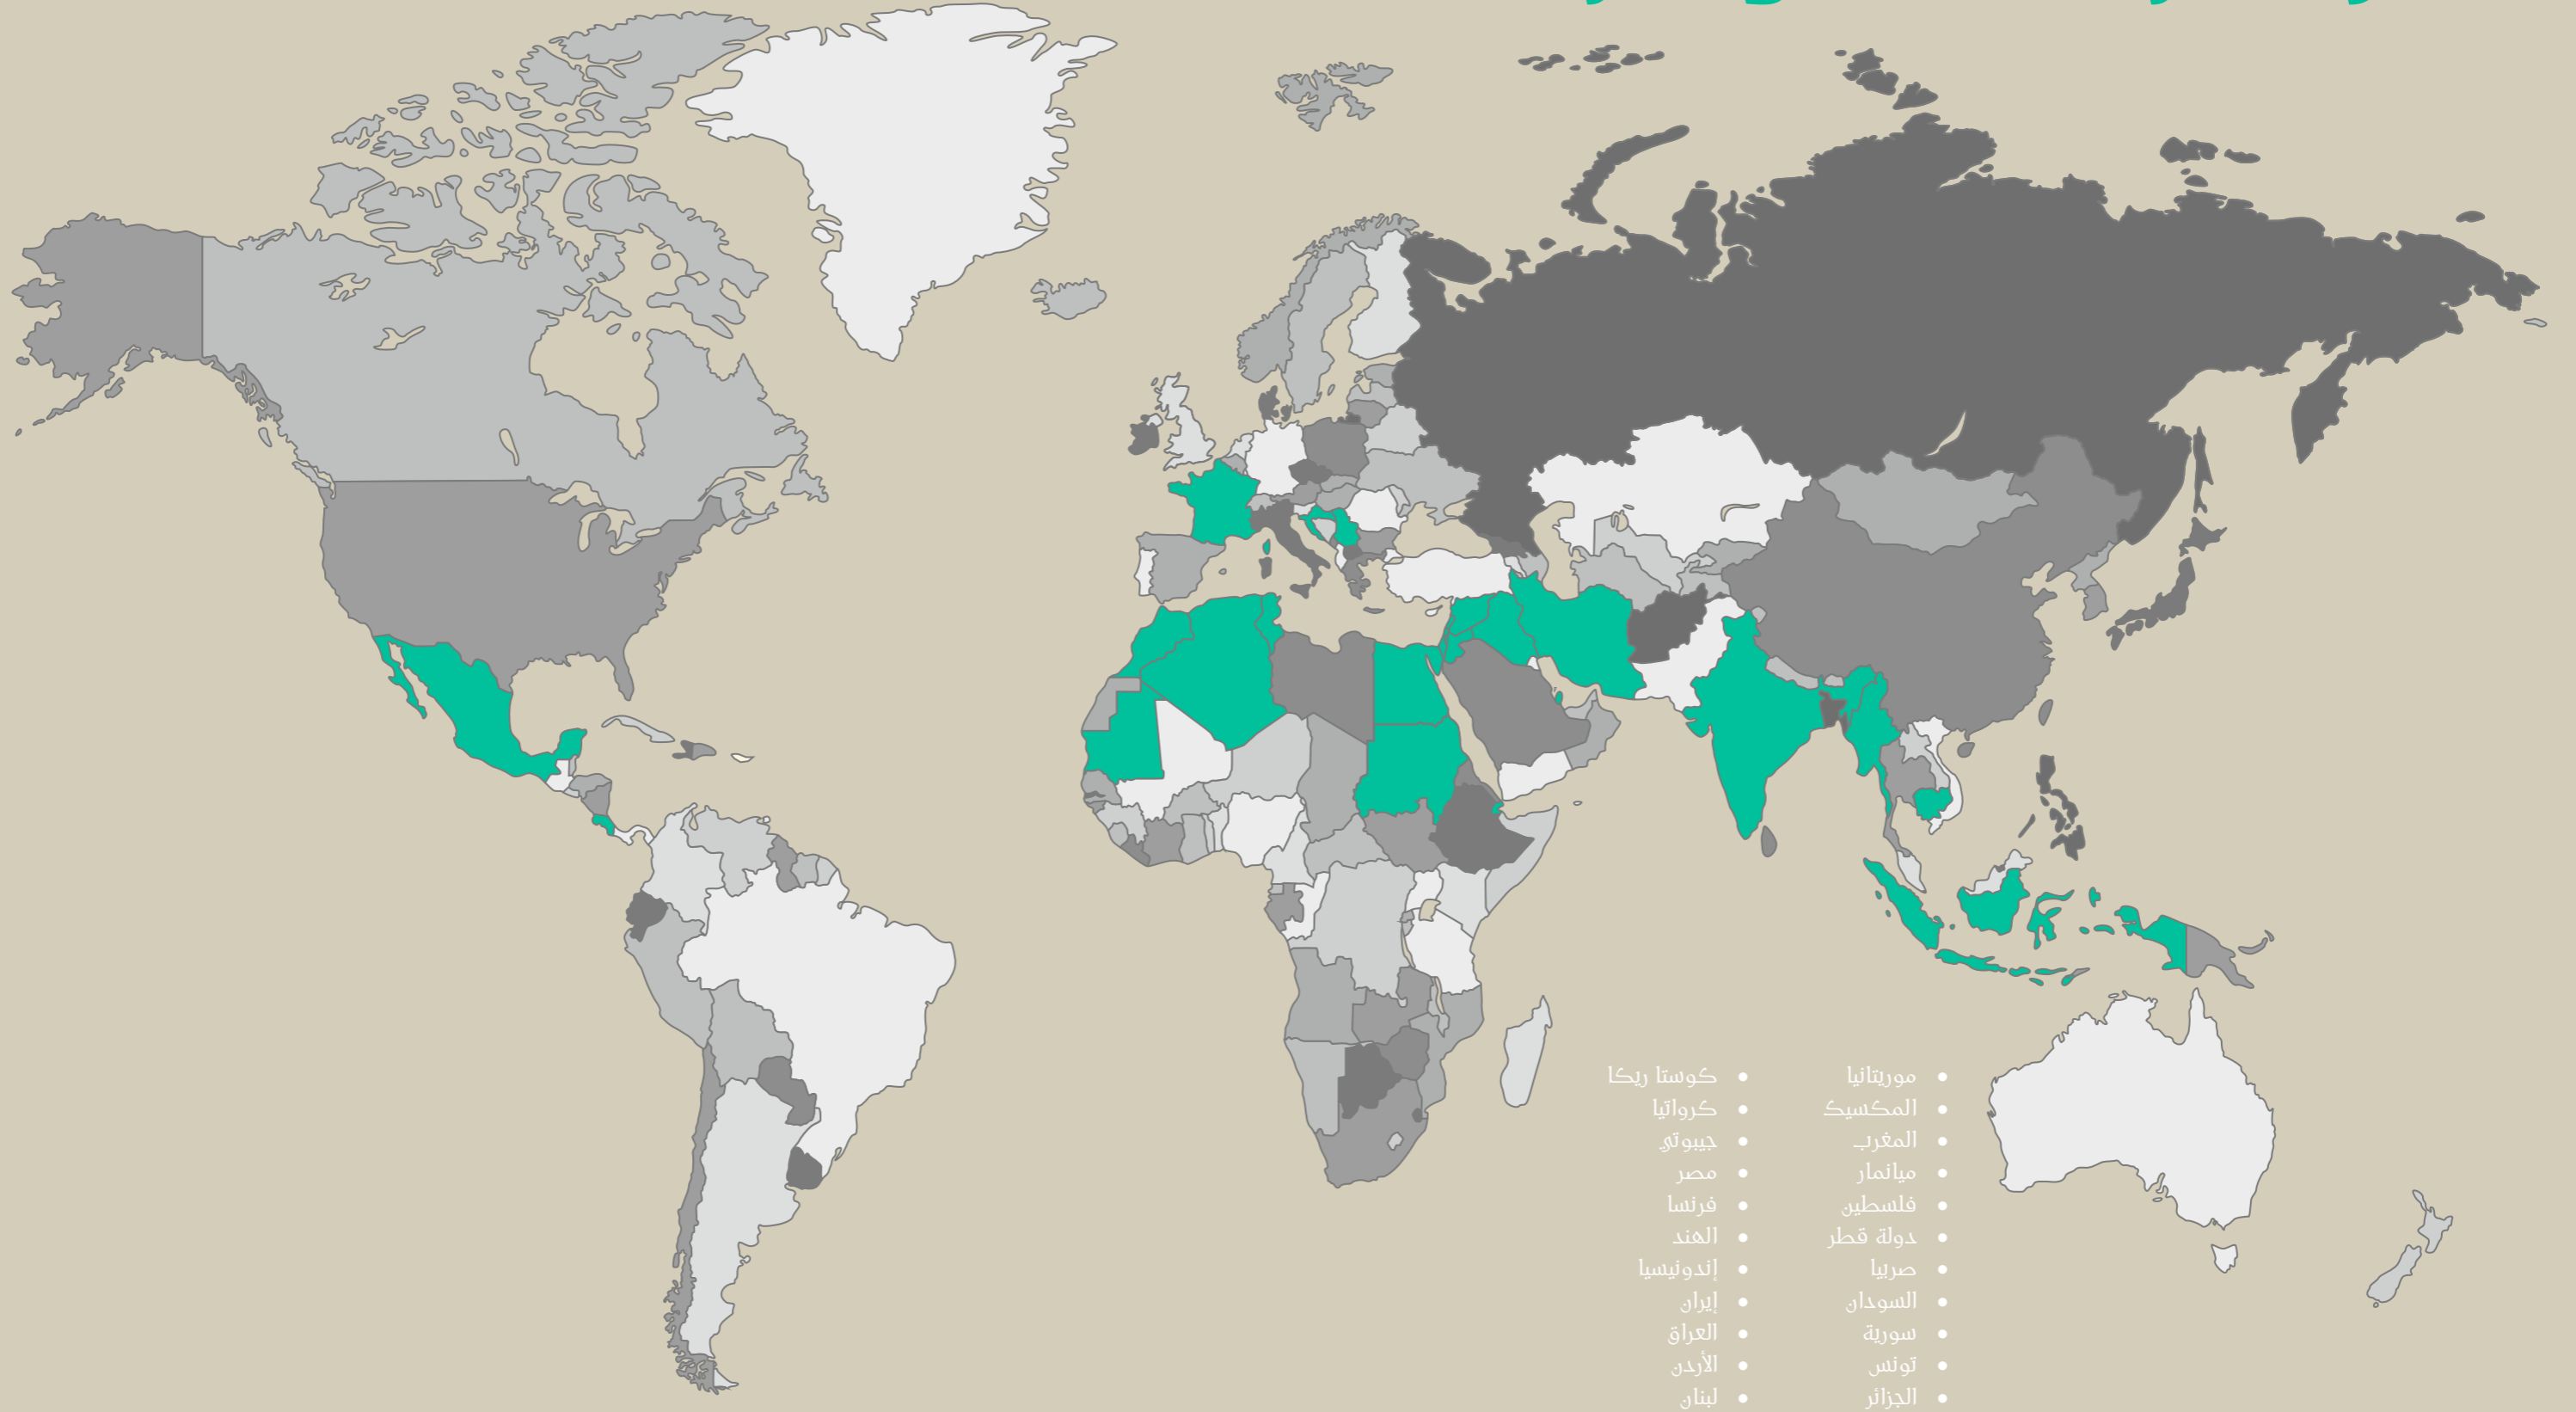 موريتانيا
المكسيك
المغرب
ميانمار
فلسطين
دولة قطر
صربيا
السودان
سورية
تونس
الجزائر
كوستا ريكا
كرواتيا
جيبوتي
مصر
فرنسا
الهند
إندونيسيا
إيران
العراق
الأردن
لبنان